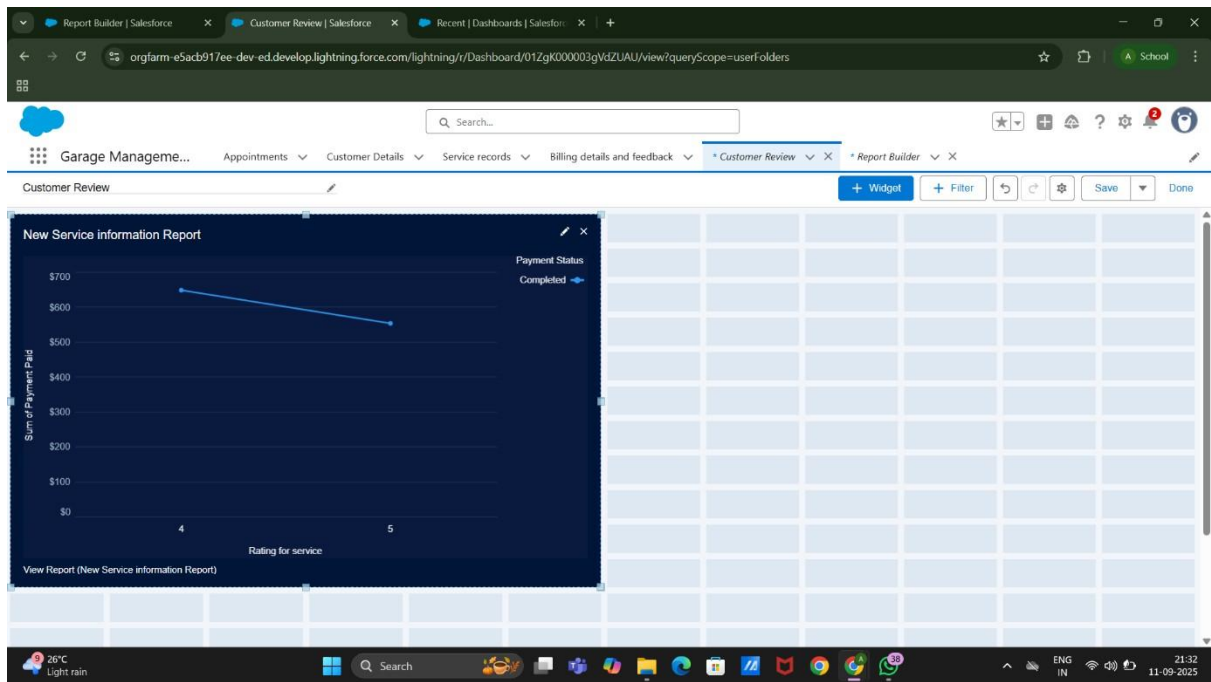 Report Builder | Salesforce
Customer Review | Salesforce
Recent | Dashboards | Salesforc
orgfarm-e5acb917ee-dev-ed.develop.lightning.force.com/lightning/r/Dashboard/01ZgK000003gVdZUAU/view?queryScope=userFolders
A School
Search...
2
Garage Manageme...
Appointments
Customer Details
Service records
Billing details and feedback
* Customer Review
* Report Builder
Customer Review
+ Widget
+ Filter
Save
Done
New Service information Report
Payment Status
Completed
$700
$600
$500
$400
$300
$200
$100
$0
Sum of Payment Paid
4 5
Rating for service
View Report (New Service information Report)
9
26°C
Light rain
Search
38
ENG
IN
21:32
11-09-2025